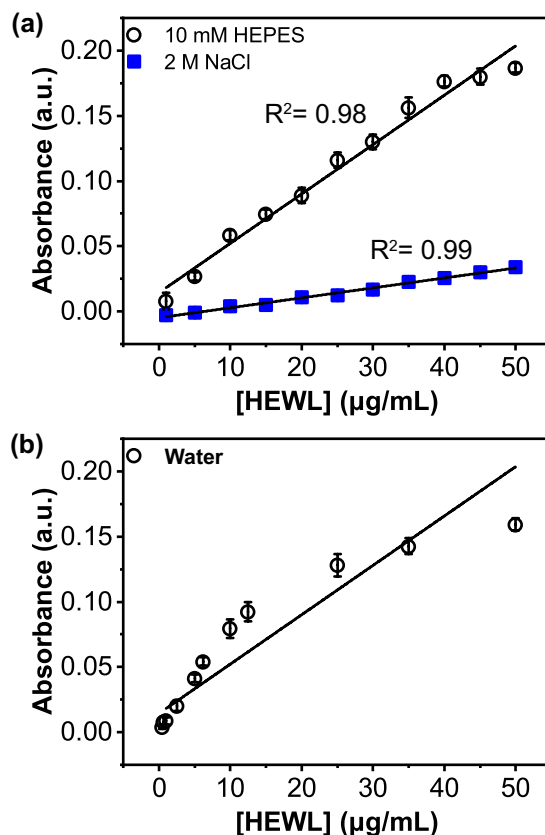 (a)
10 mM HEPES
2 M NaCl
R²= 0.98
R²= 0.99
Absorbance (a.u.)
0.20
0.15
0.10
0.05
0.00
0 10 20 30 40 50
[HEWL] (µg/mL)
(b)
Water
Absorbance (a.u.)
0.20
0.15
0.10
0.05
0.00
0 10 20 30 40 50
[HEWL] (µg/mL)